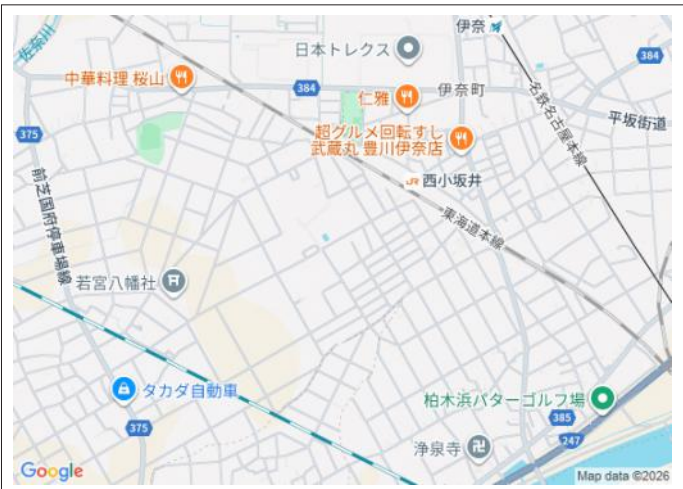 佐奈川
伊奈
日本トレクス
384
中華料理 桜山
384
仁雅
伊奈町
名鉄名古屋本線
平坂街道
375
超グルメ回転すし
武蔵丸 豊川伊奈店
JR 西小坂井
前芝国府停車場線
東海道本線
若宮八幡社
タカダ自動車
柏木浜パターゴルフ場
375
385
247
浄泉寺
Google
Map data ©2026